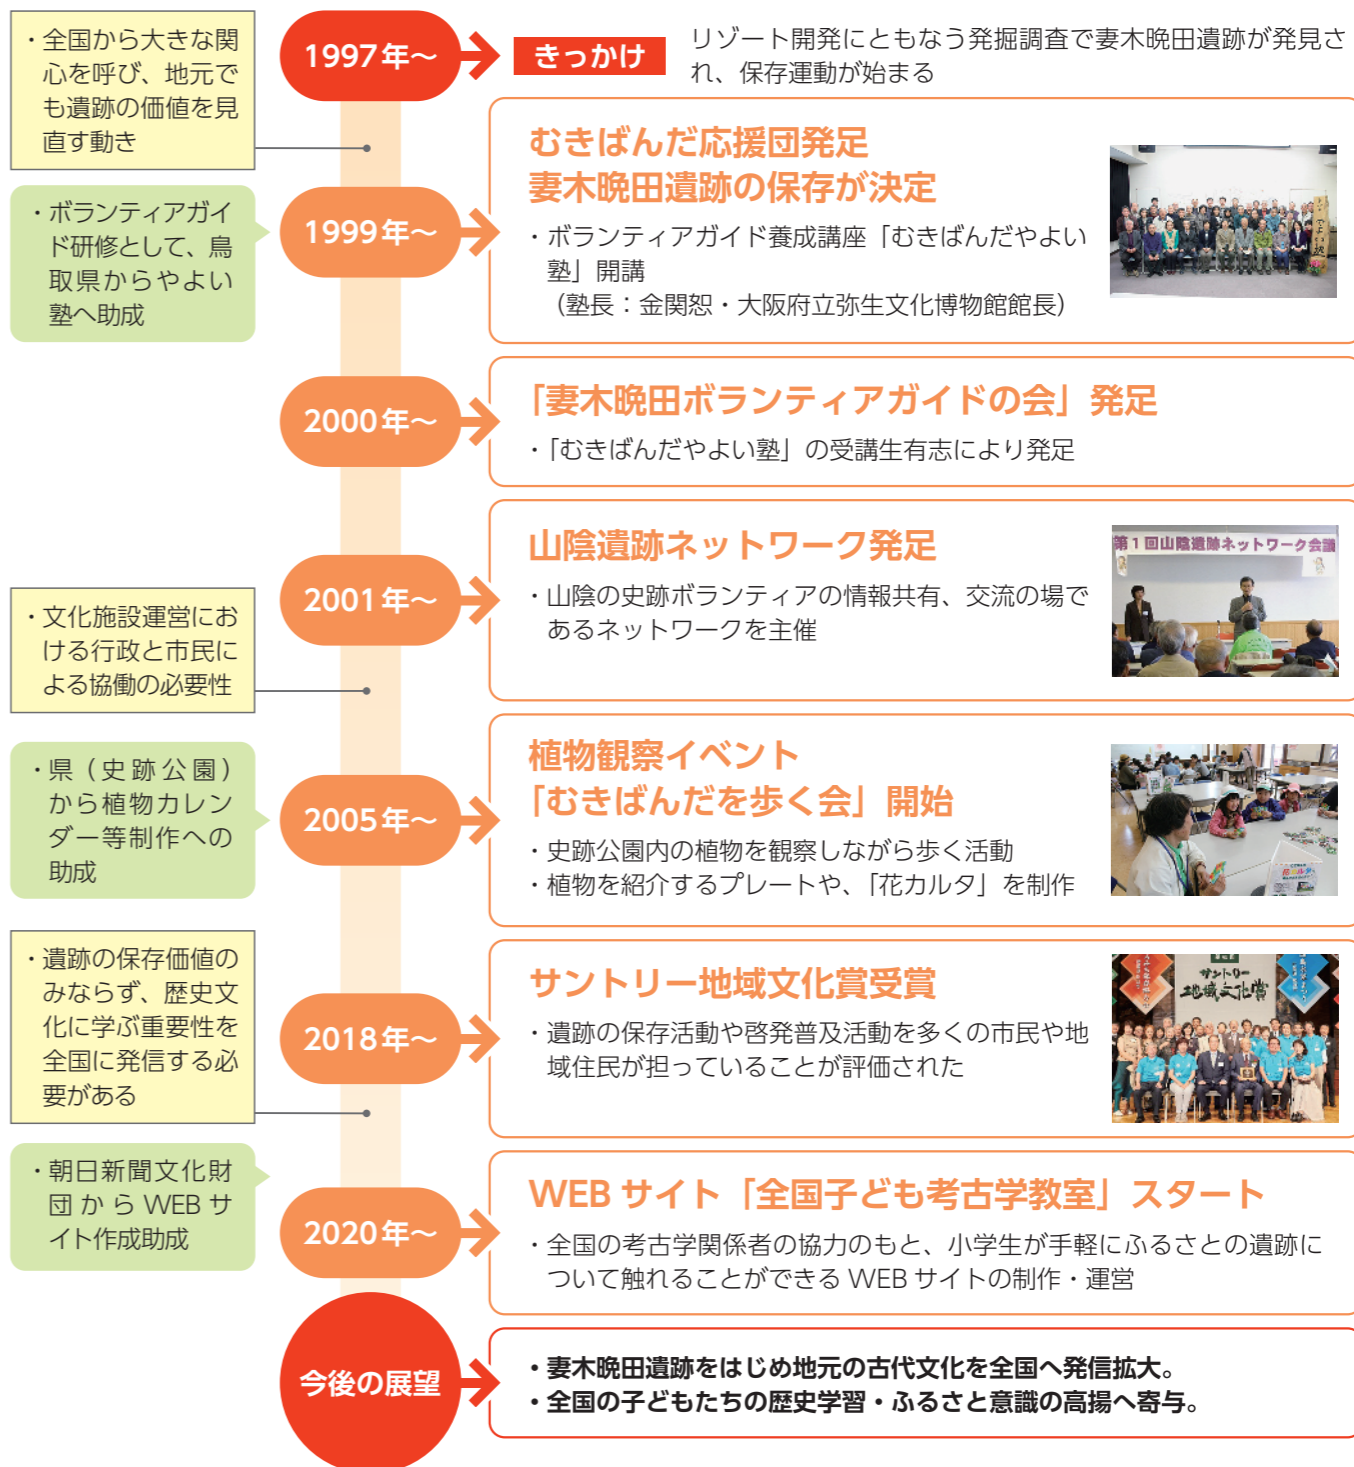 ・全国から大きな関
心を呼び、地元で
も遺跡の価値を見
直す動き
1997年～
きっかけ
リゾート開発にともなう発掘調査で妻木晩田遺跡が発見さ
れ、保存運動が始まる
・ボランティアガイ
ド研修として、鳥
取県からやよい
塾へ助成
1999年～
むきばんだ応援団発足
妻木晩田遺跡の保存が決定
・ボランティアガイド養成講座「むきばんだやよい
塾」開講
（塾長：金関恕・大阪府立弥生文化博物館館長）
2000年～
「妻木晩田ボランティアガイドの会」発足
・「むきばんだやよい塾」の受講生有志により発足
2001年～
山陰遺跡ネットワーク発足
・山陰の史跡ボランティアの情報共有、交流の場で
あるネットワークを主催
第1回山陰遺跡ネットワーク会議
・文化施設運営にお
ける行政と市民に
よる協働の必要性
・県（史跡公園）
から植物カレン
ダー等制作への
助成
2005年～
植物観察イベント
「むきばんだを歩く会」開始
・史跡公園内の植物を観察しながら歩く活動
・植物を紹介するプレートや、「花カルタ」を制作
花カルタ
・遺跡の保存価値の
みならず、歴史文
化に学ぶ重要性を
全国に発信する必
要がある
2018年～
サントリー地域文化賞受賞
・遺跡の保存活動や啓発普及活動を多くの市民や地
域住民が担っていることが評価された
サントリー
地域文化賞
・朝日新聞文化財
団から WEB サ
イト作成助成
2020年～
WEB サイト「全国子ども考古学教室」スタート
・全国の考古学関係者の協力のもと、小学生が手軽にふるさとの遺跡に
ついて触れることができる WEB サイトの制作・運営
今後の展望
・妻木晩田遺跡をはじめ地元の古代文化を全国へ発信拡大。
・全国の子どもたちの歴史学習・ふるさと意識の高揚へ寄与。